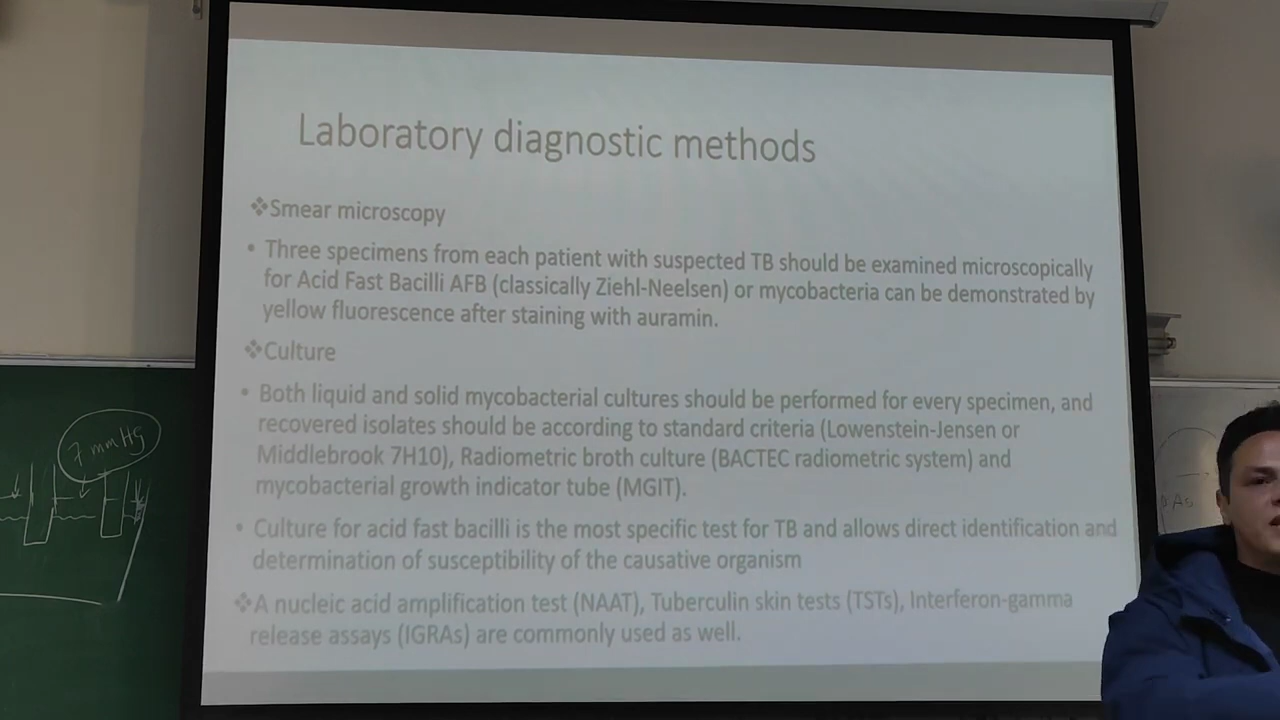 Laboratory diagnostic methods
❖Smear microscopy
• Three specimens from each patient with suspected TB should be examined microscopically
for Acid Fast Bacilli AFB (classically Ziehl-Neelsen) or mycobacteria can be demonstrated by
yellow fluorescence after staining with auramin.
❖Culture
• Both liquid and solid mycobacterial cultures should be performed for every specimen, and
recovered isolates should be according to standard criteria (Lowenstein-Jensen or
Middlebrook 7H10), Radiometric broth culture (BACTEC radiometric system) and
mycobacterial growth indicator tube (MGIT).
• Culture for acid fast bacilli is the most specific test for TB and allows direct identification and
determination of susceptibility of the causative organism
❖A nucleic acid amplification test (NAAT), Tuberculin skin tests (TSTs), Interferon-gamma
release assays (IGRAs) are commonly used as well.
7 mmHg